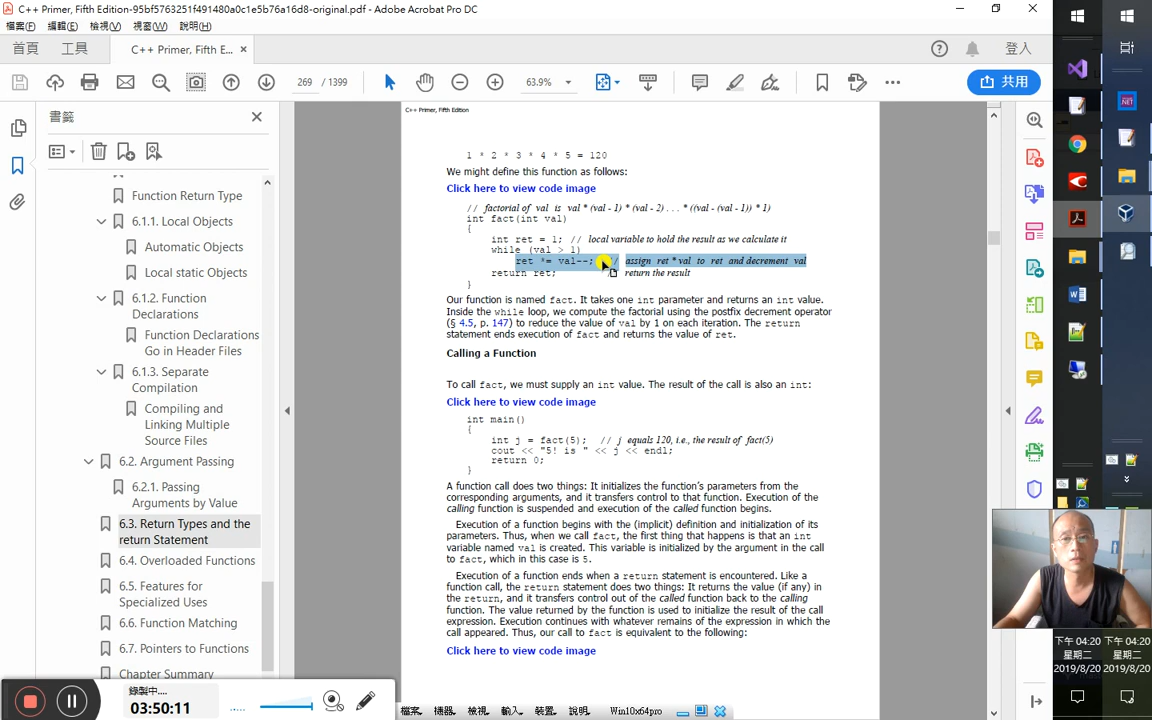 C++ Primer, Fifth Edition-95bf5763251f491480a0c1e5b76a16d8-original.pdf - Adobe Acrobat Pro DC
檔案(F) 編輯(E) 檢視(V) 視窗(W) 說明(H)
首頁 工具 C++ Primer, Fifth E... × 登入
269 / 1399 63.9% 共用
書籤
Function Return Type
6.1.1. Local Objects
Automatic Objects
Local static Objects
6.1.2. Function
Declarations
Function Declarations
Go in Header Files
6.1.3. Separate
Compilation
Compiling and
Linking Multiple
Source Files
6.2. Argument Passing
6.2.1. Passing
Arguments by Value
6.3. Return Types and the
return Statement
6.4. Overloaded Functions
6.5. Features for
Specialized Uses
6.6. Function Matching
6.7. Pointers to Functions
Chapter Summary
C++ Primer, Fifth Edition
1 * 2 * 3 * 4 * 5 = 120
We might define this function as follows:
Click here to view code image
// factorial of val is val * (val - 1) * (val - 2) . . . * ((val - (val - 1)) * 1)
int fact(int val)
{
int ret = 1; // local variable to hold the result as we calculate it
while (val > 1)
ret *= val--; // assign ret * val to ret and decrement val
return ret; return the result
}
Our function is named fact. It takes one int parameter and returns an int value.
Inside the while loop, we compute the factorial using the postfix decrement operator
(§ 4.5, p. 147) to reduce the value of val by 1 on each iteration. The return
statement ends execution of fact and returns the value of ret.
Calling a Function
To call fact, we must supply an int value. The result of the call is also an int:
Click here to view code image
int main()
{
int j = fact(5); // j equals 120, i.e., the result of fact(5)
cout << "5! is " << j << endl;
return 0;
}
A function call does two things: It initializes the function's parameters from the
corresponding arguments, and it transfers control to that function. Execution of the
calling function is suspended and execution of the called function begins.
Execution of a function begins with the (implicit) definition and initialization of its
parameters. Thus, when we call fact, the first thing that happens is that an int
variable named val is created. This variable is initialized by the argument in the call
to fact, which in this case is 5.
Execution of a function ends when a return statement is encountered. Like a
function call, the return statement does two things: It returns the value (if any) in
the return, and it transfers control out of the called function back to the calling
function. The value returned by the function is used to initialize the result of the call
expression. Execution continues with whatever remains of the expression in which the
call appeared. Thus, our call to fact is equivalent to the following:
Click here to view code image
錄製中....
03:50:11
檔案. 機器. 檢視. 輸入. 裝置. 說明. Win10x64pro
下午 04:20 下午 04:20
星期二 星期二
2019/8/20 2019/8/20